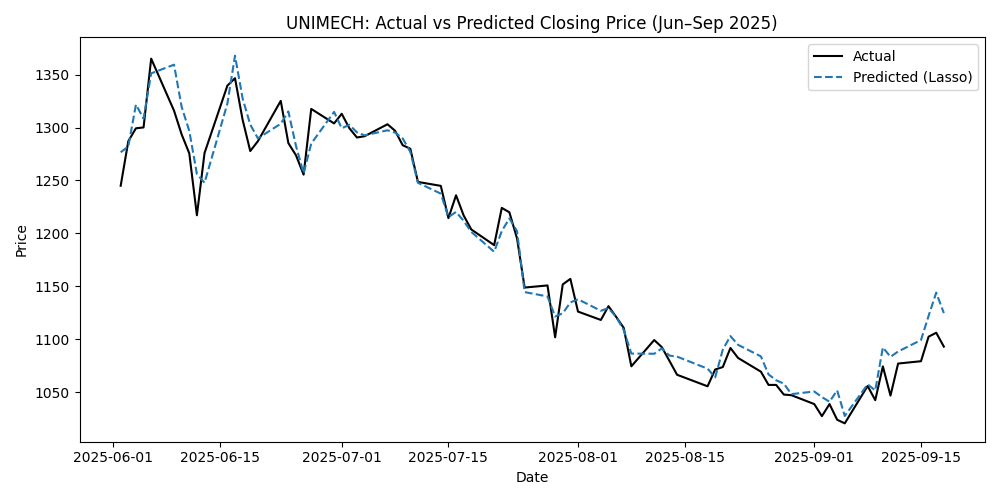 UNIMECH: Actual vs Predicted Closing Price (Jun–Sep 2025)
Actual
Predicted (Lasso)
Price
1350
1300
1250
1200
1150
1100
1050
2025-06-01 2025-06-15 2025-07-01 2025-07-15 2025-08-01 2025-08-15 2025-09-01 2025-09-15
Date